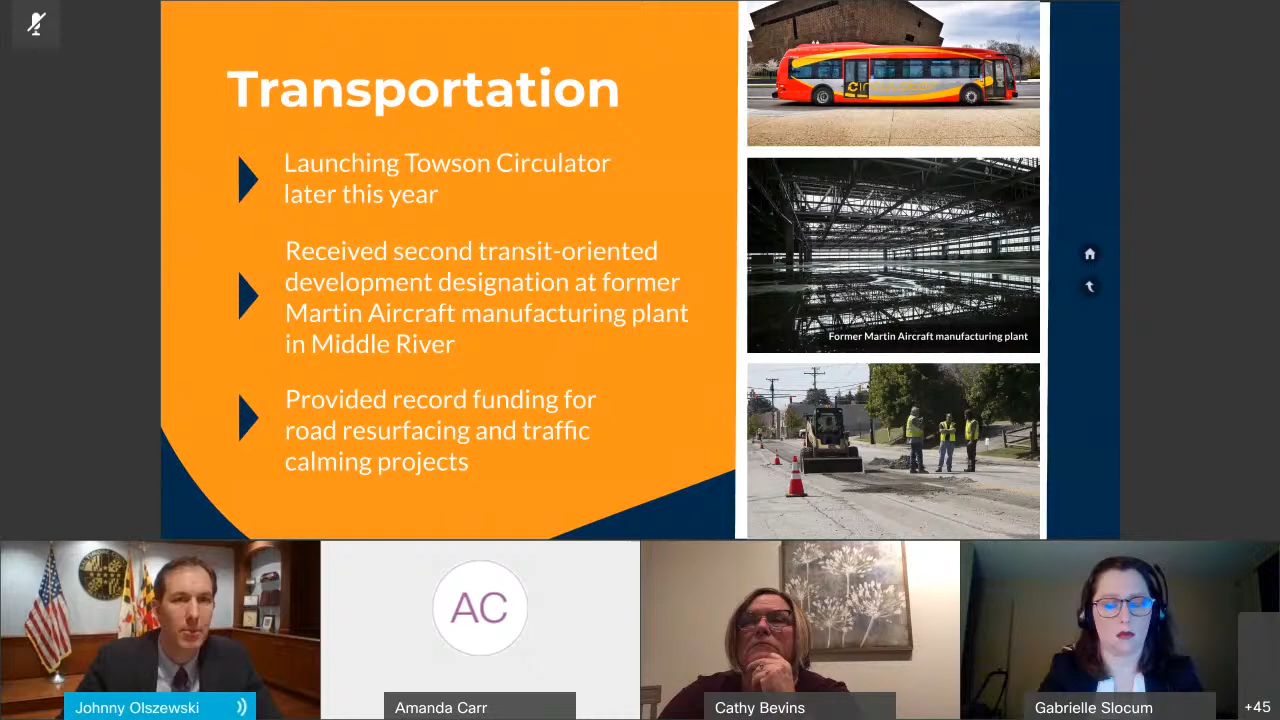 Transportation
Launching Towson Circulator
later this year
Received second transit-oriented
development designation at former
Martin Aircraft manufacturing plant
in Middle River
Provided record funding for
road resurfacing and traffic
calming projects
Former Martin Aircraft manufacturing plant
AC
Johnny Olszewski
Amanda Carr
Cathy Bevins
Gabrielle Slocum
+45